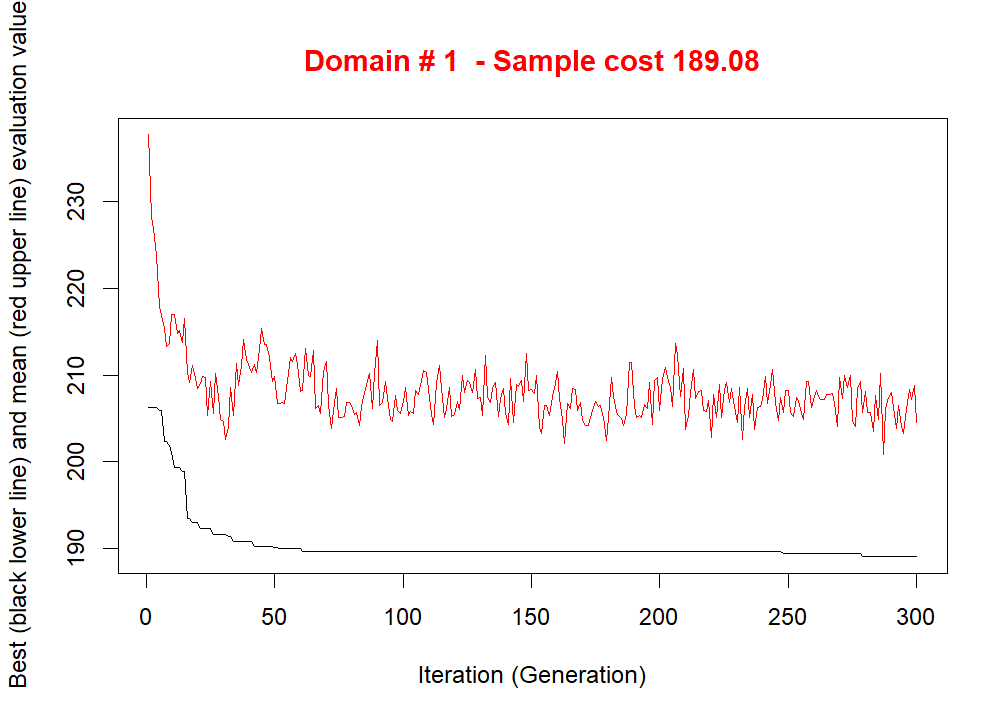 Domain # 1  - Sample cost 189.08
Best (black lower line) and mean (red upper line) evaluation value
230
220
210
200
190
0 50 100 150 200 250 300
Iteration (Generation)